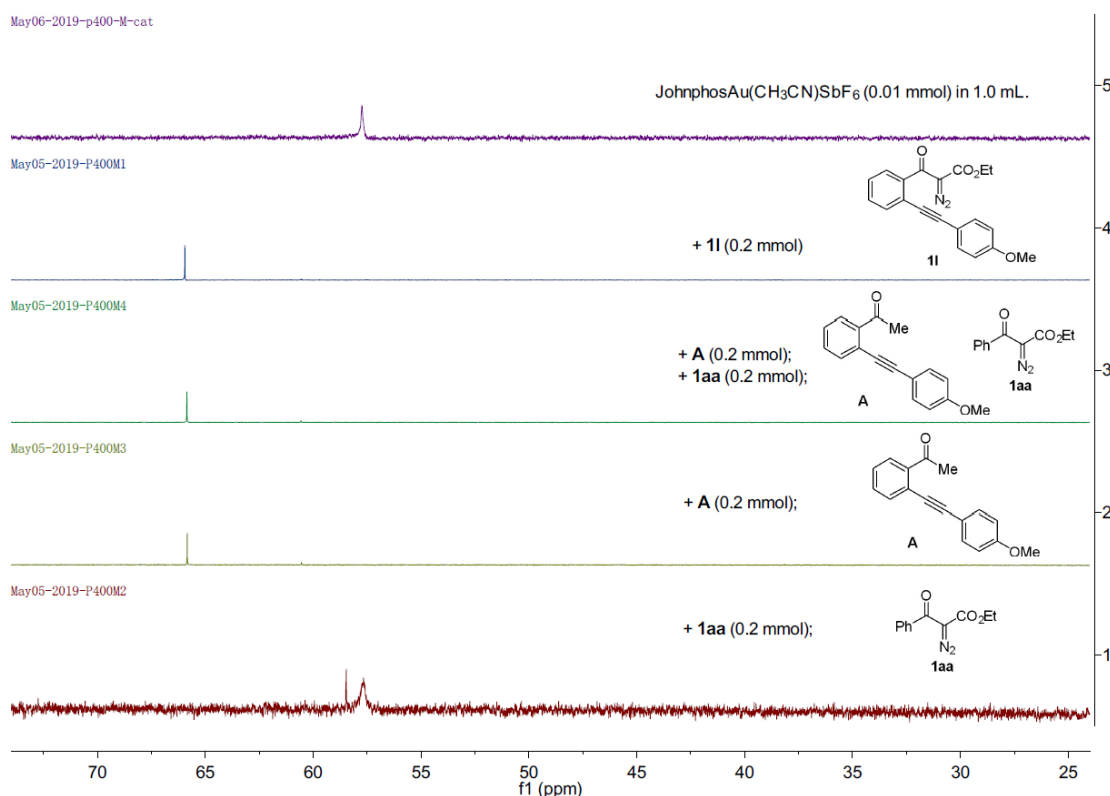 May06-2019-p400-M-cat
5
JohnphosAu(CH3CN)SbF6 (0.01 mmol) in 1.0 mL.
May05-2019-P400M1
O
CO2Et
N2
4
+ 1l (0.2 mmol)
1l
OMe
May05-2019-P400M4
O
Me
O
Ph
CO2Et
N2
+ A (0.2 mmol);
+ 1aa (0.2 mmol);
3
1aa
A
OMe
May05-2019-P400M3
O
Me
+ A (0.2 mmol);
2
A
OMe
May05-2019-P400M2
O
+ 1aa (0.2 mmol);
Ph
CO2Et
N2
1aa
1
70 65 60 55 50 45 40 35 30 25
f1 (ppm)